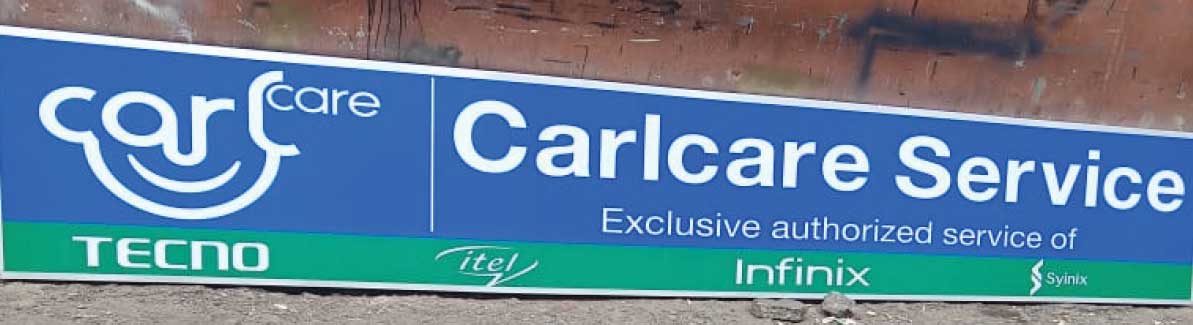 carl care
Carlcare Service
Exclusive authorized service of
TECNO itel Infinix Syinix